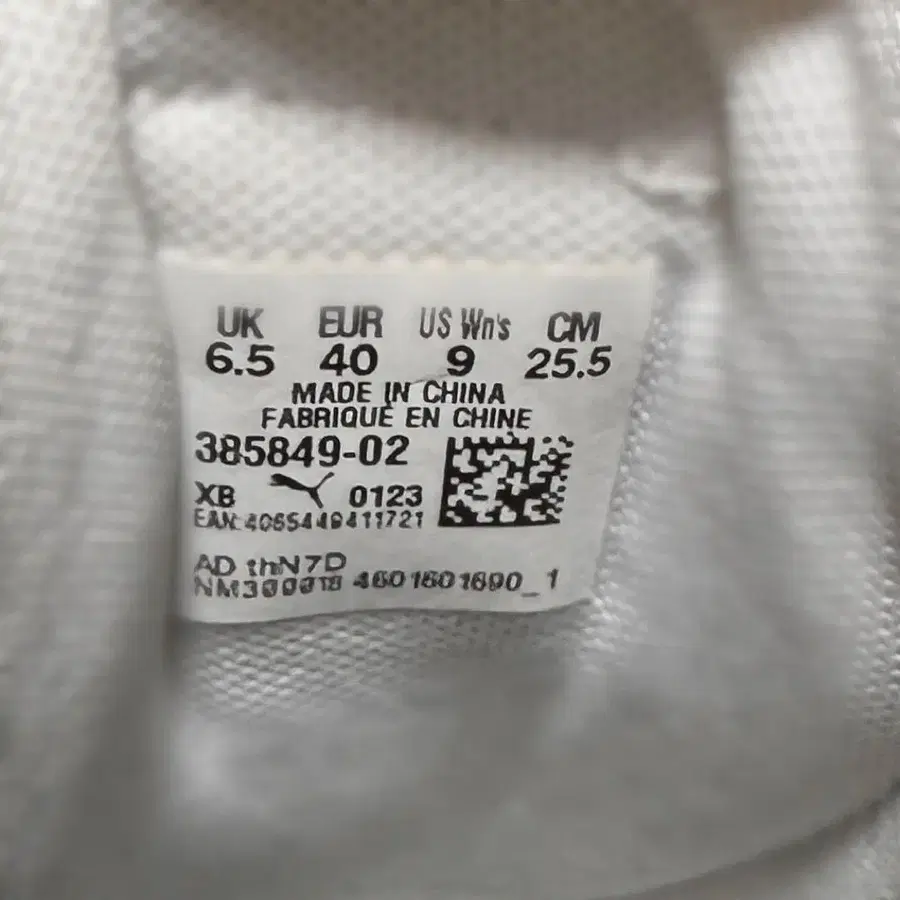 UK EUR US Wn's CM
6.5 40 9 25.5
MADE IN CHINA
FABRIQUE EN CHINE
385849-02
XB 0123
EAN: 4065449411721
AD thN7D
4601601690_1